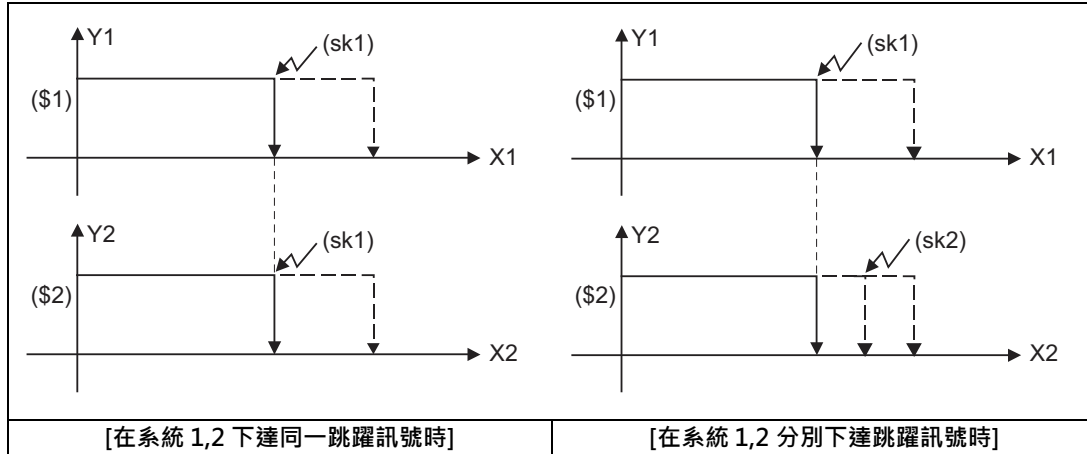 Y1
(sk1)
($1)
X1
Y2
(sk1)
($2)
X2
[在系統 1,2 下達同一跳躍訊號時]
Y1
(sk1)
($1)
X1
Y2
(sk2)
($2)
X2
[在系統 1,2 分別下達跳躍訊號時]